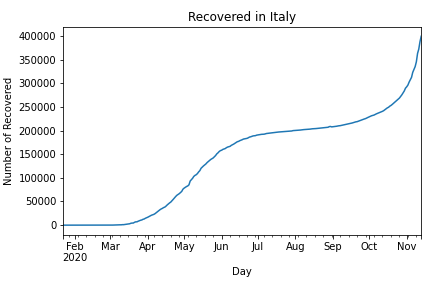 Recovered in Italy
400000
350000
300000
250000
200000
150000
100000
50000
0
Number of Recovered
Feb Mar Apr May Jun Jul Aug Sep Oct Nov
2020
Day